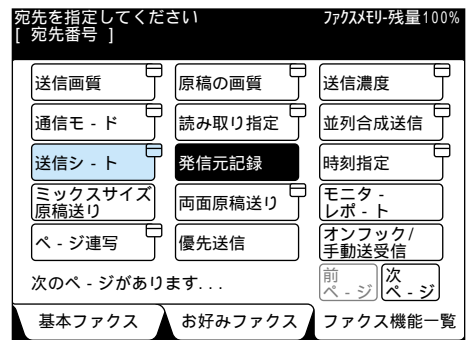 宛先を指定してください ファクスメモリー残量100%
[ 宛先番号 ]
送信画質 原稿の画質 送信濃度
通信モ - ド 読み取り指定 並列合成送信
送信シ - ト 発信元記録 時刻指定
ミックスサイズ
原稿送り
両面原稿送り
モニタ -
レポ - ト
ペ - ジ連写 優先送信
オンフック/
手動送受信
次のペ - ジがあります...
前
ペ - ジ
次
ペ - ジ
基本ファクス お好みファクス ファクス機能一覧